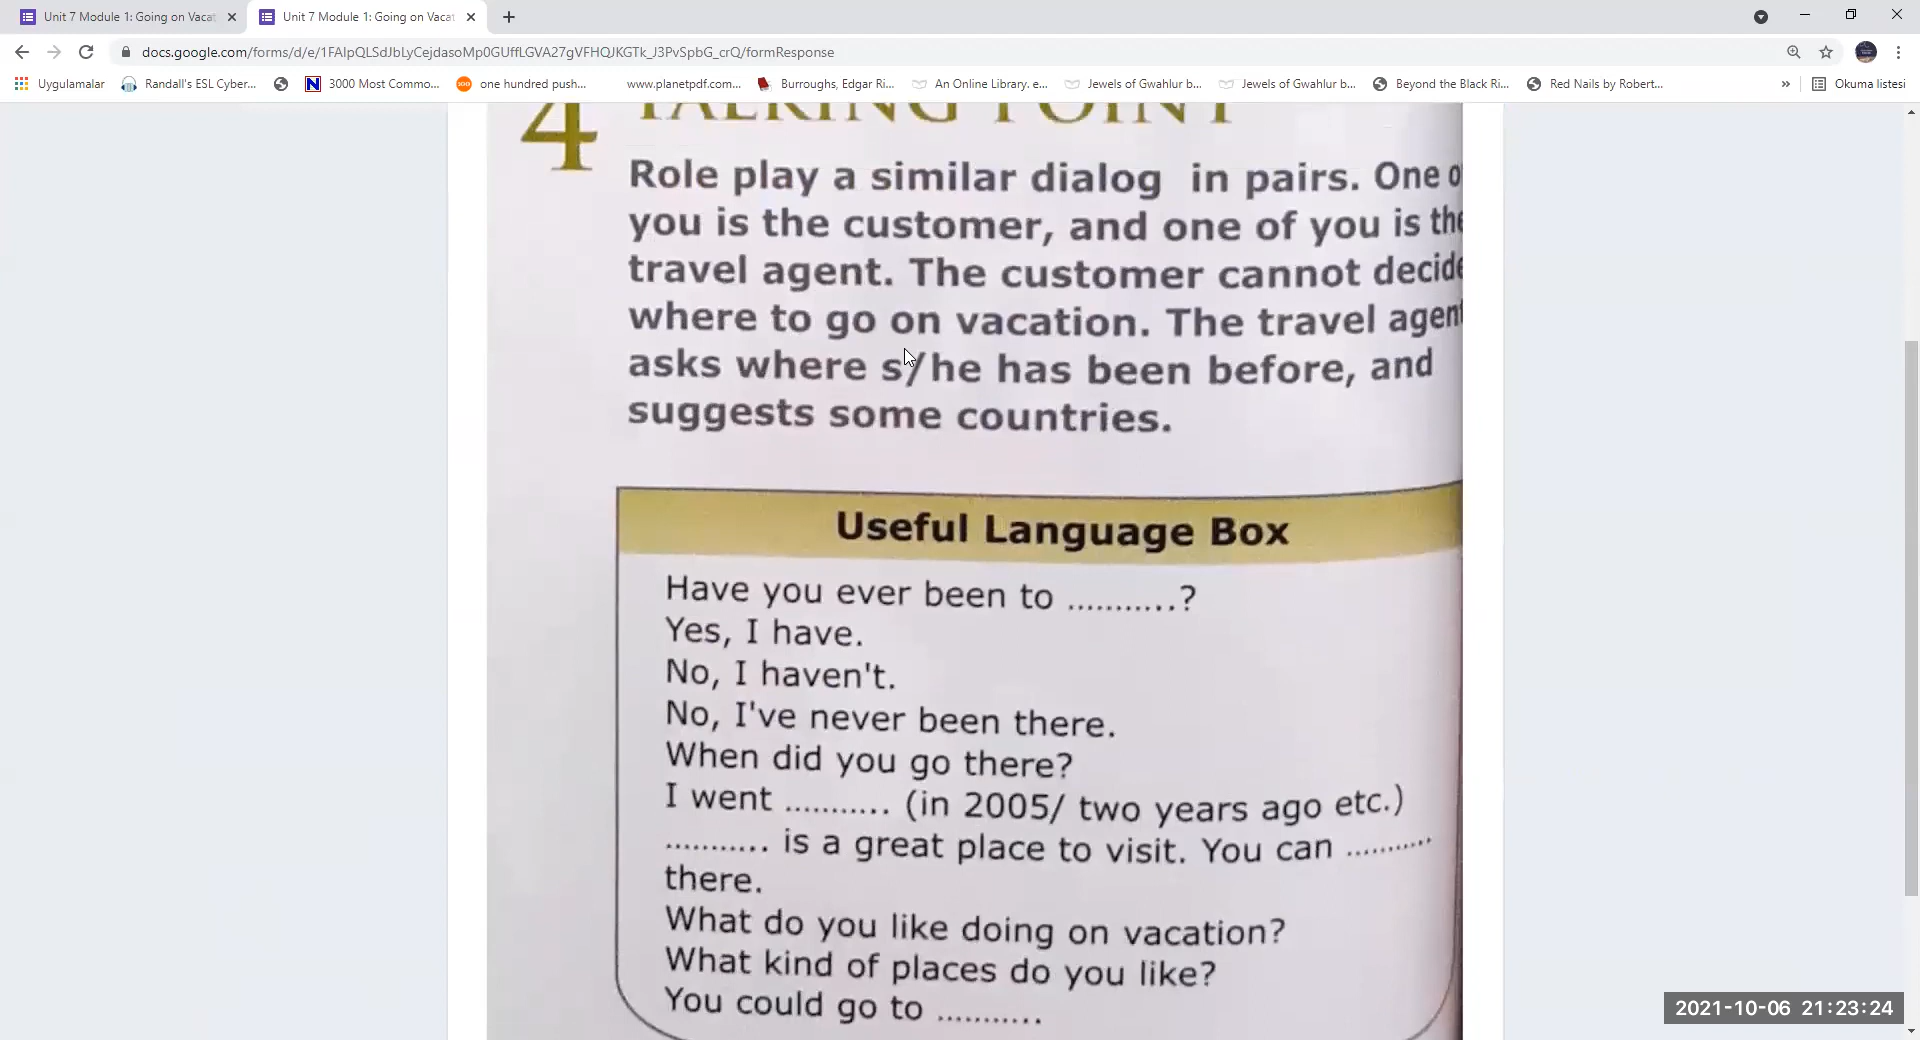 Unit 7 Module 1: Going on Vacat
Unit 7 Module 1: Going on Vacat
docs.google.com/forms/d/e/1FAIpQLSdJbLyCejdasoMp0GUffLGVA27gVFHQJKGTk_J3PvSpbG_crQ/formResponse
Uygulamalar Randall's ESL Cyber... 3000 Most Commo... one hundred push... www.planetpdf.com... Burroughs, Edgar Ri... An Online Library. e... Jewels of Gwahlur b... Jewels of Gwahlur b... Beyond the Black Ri... Red Nails by Robert... » Okuma listesi
4 TALKING POINT
Role play a similar dialog in pairs. One o
you is the customer, and one of you is the
travel agent. The customer cannot decide
where to go on vacation. The travel agent
asks where s/he has been before, and
suggests some countries.
Useful Language Box
Have you ever been to ...........?
Yes, I have.
No, I haven't.
No, I've never been there.
When did you go there?
I went ........... (in 2005/ two years ago etc.)
........... is a great place to visit. You can ...........
there.
What do you like doing on vacation?
What kind of places do you like?
You could go to ...........
2021-10-06 21:23:24